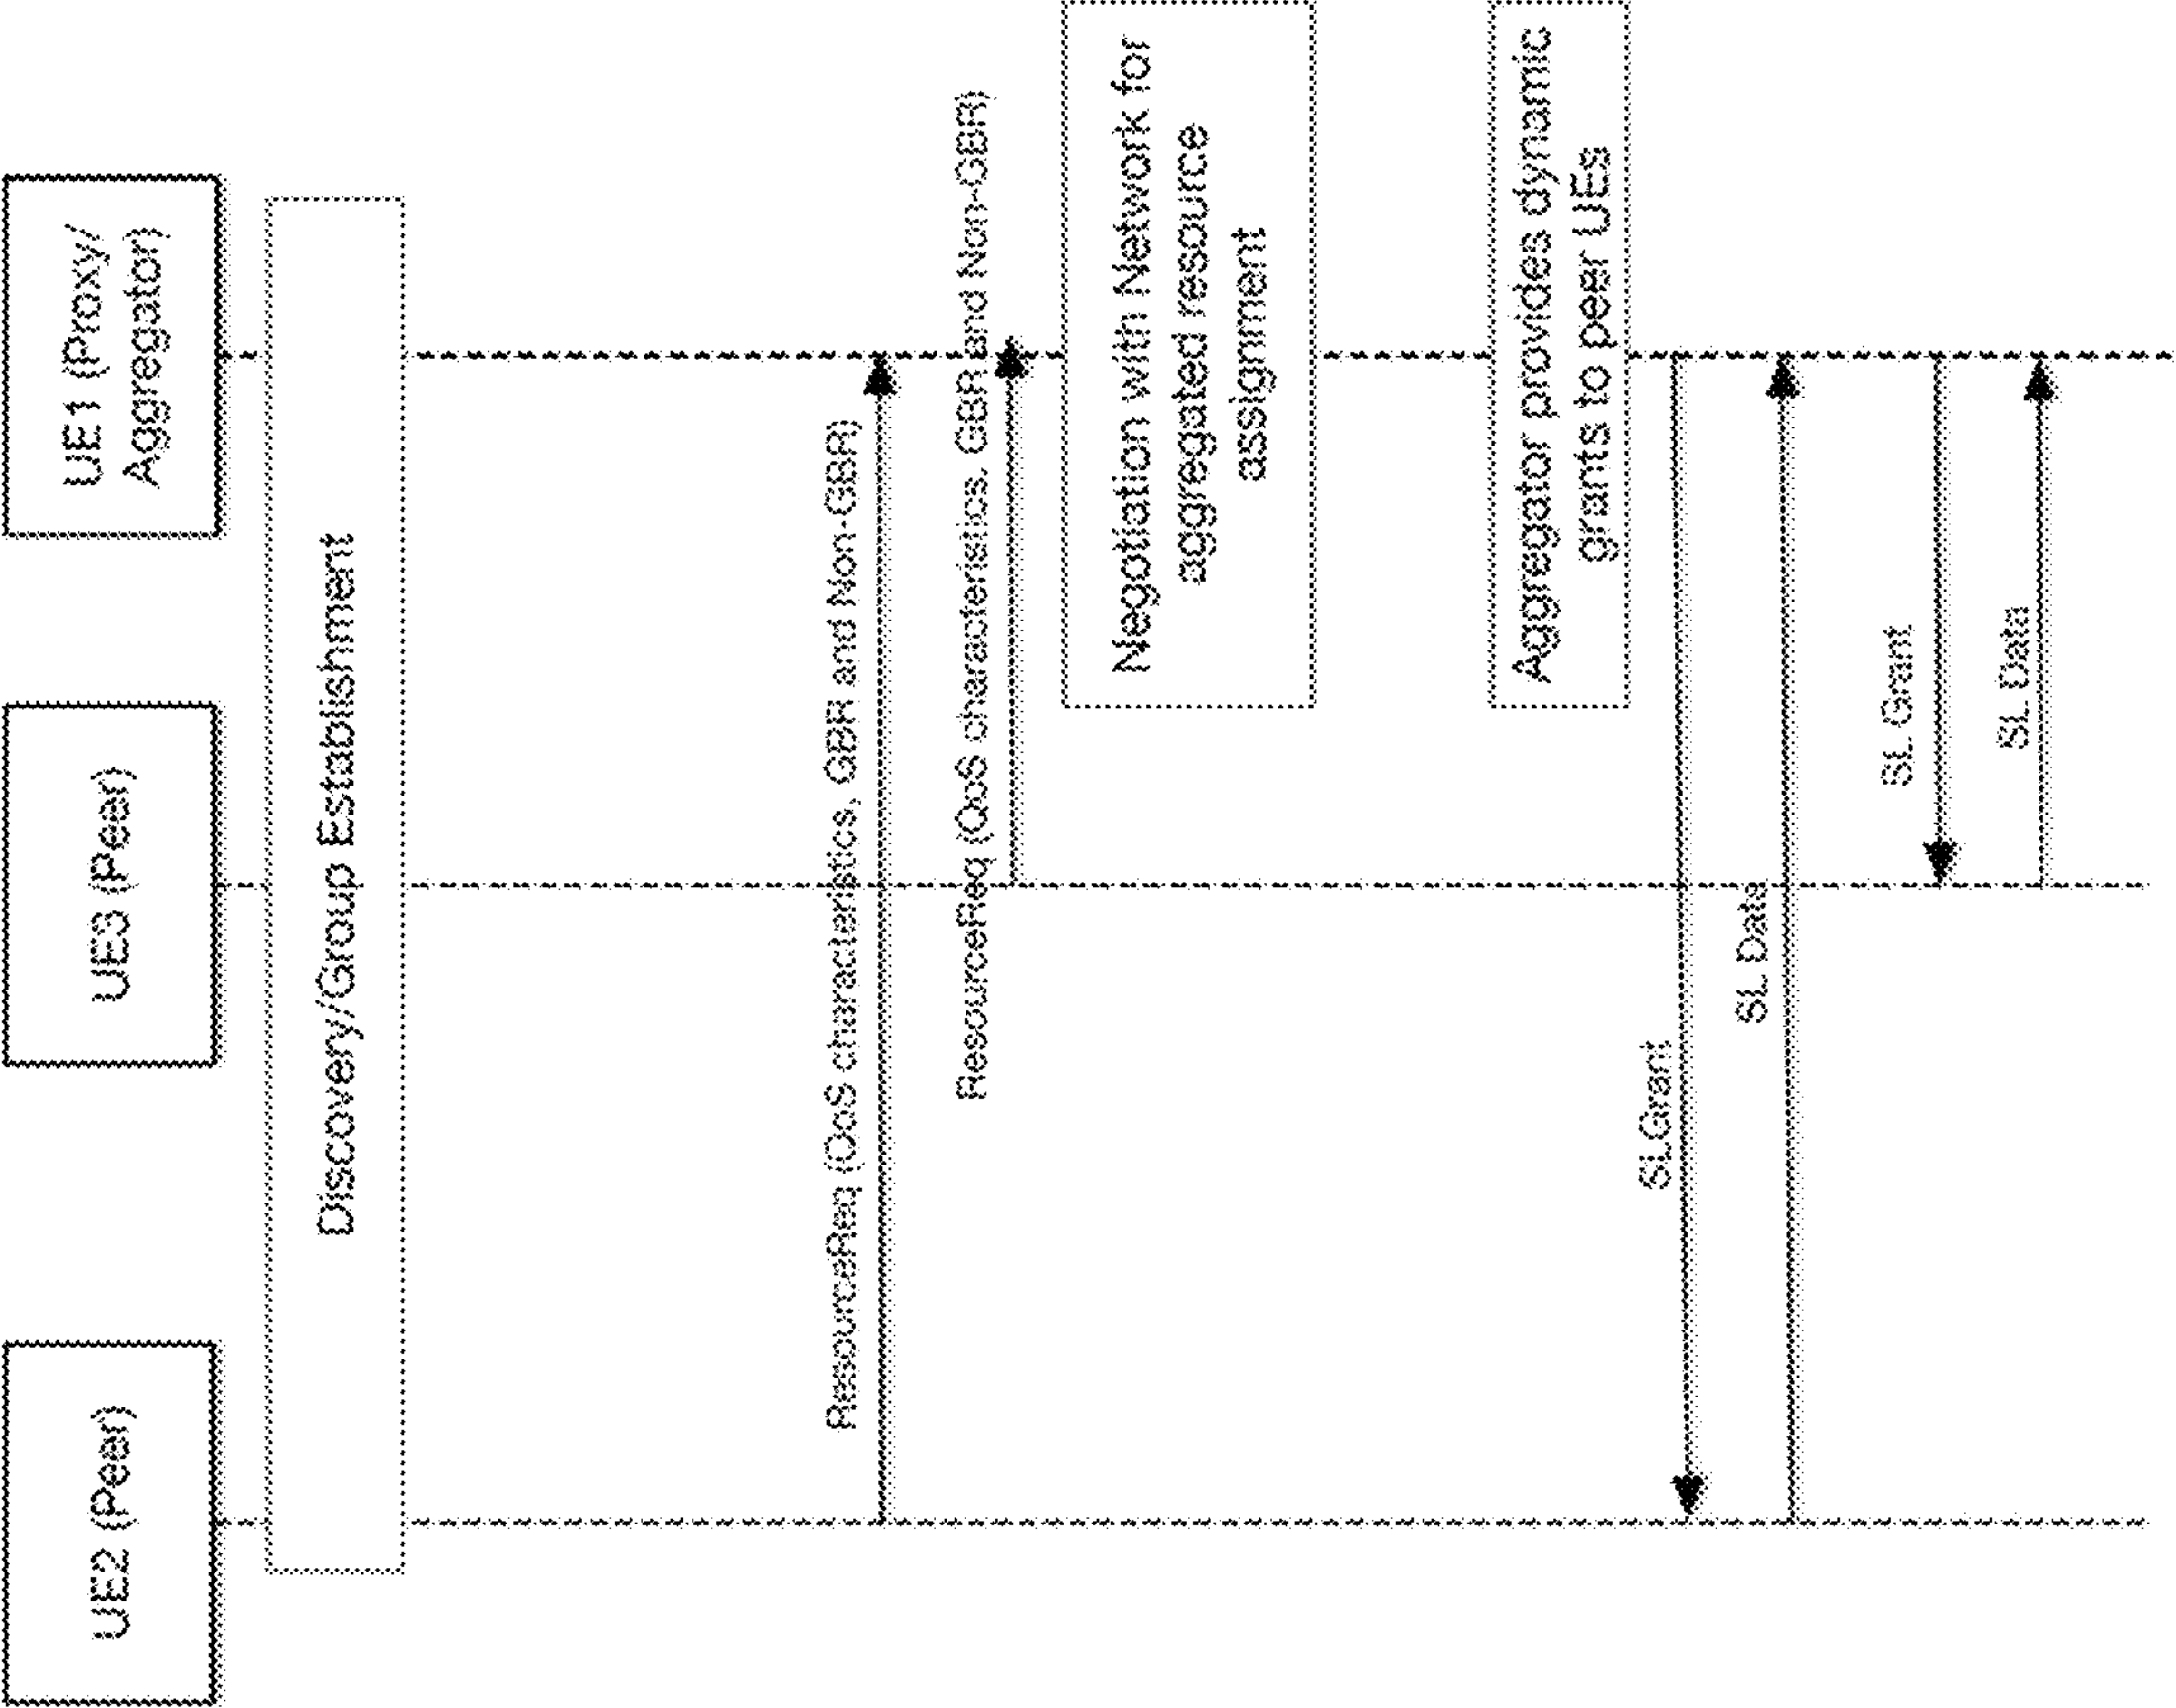 UE2 (Peer)
UE3 (Peer)
UE1 (Proxy/
Aggregator)
Discovery/Group Establishment
ResourceReq (QoS characteristics, GBR and Non-GBR)
ResourceReq (QoS characteristics, GBR and Non-GBR)
Negotiation with Network for
aggregated resource
assignment
Aggregator provides dynamic
grants to peer UEs
SLGrant
SL Data
SL Grant
SL Data